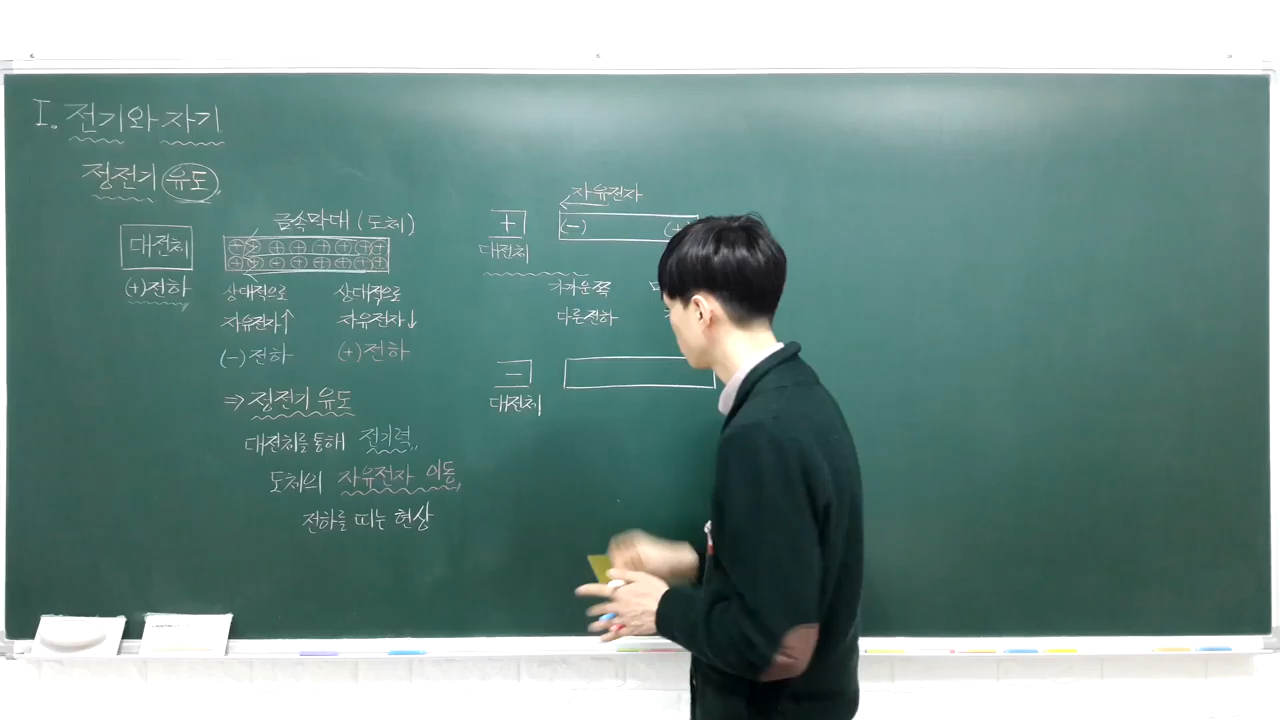 I. 전기와 자기
정전기 유도
금속막대 (도체)
대전체
(+)전하
상대적으로 상대적으로
자유전자↑ 자유전자↓
(-)전하 (+)전하
⇒ 정전기 유도
대전체를 통해 전기력
도체의 자유전자 이동
전하를 띠는 현상
자유전자
+ (-) (+)
대전체
가까운 쪽
다른전하
-
대전체